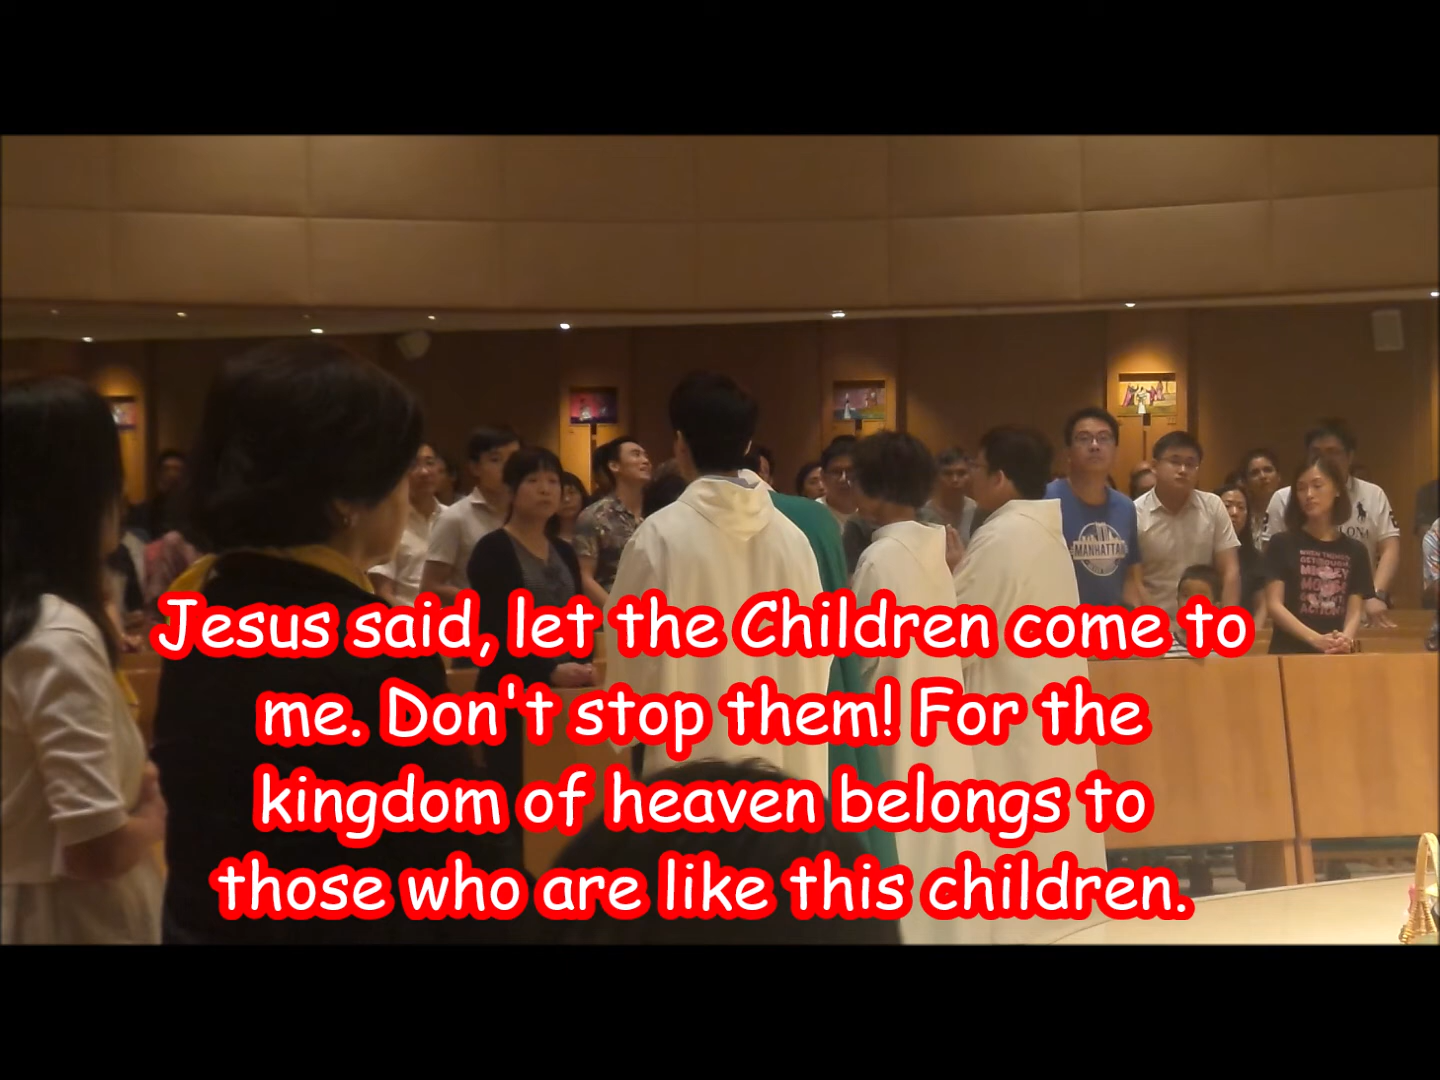 MANHATTAN
Jesus said, let the Children come to
me. Don't stop them! For the
kingdom of heaven belongs to
those who are like this children.